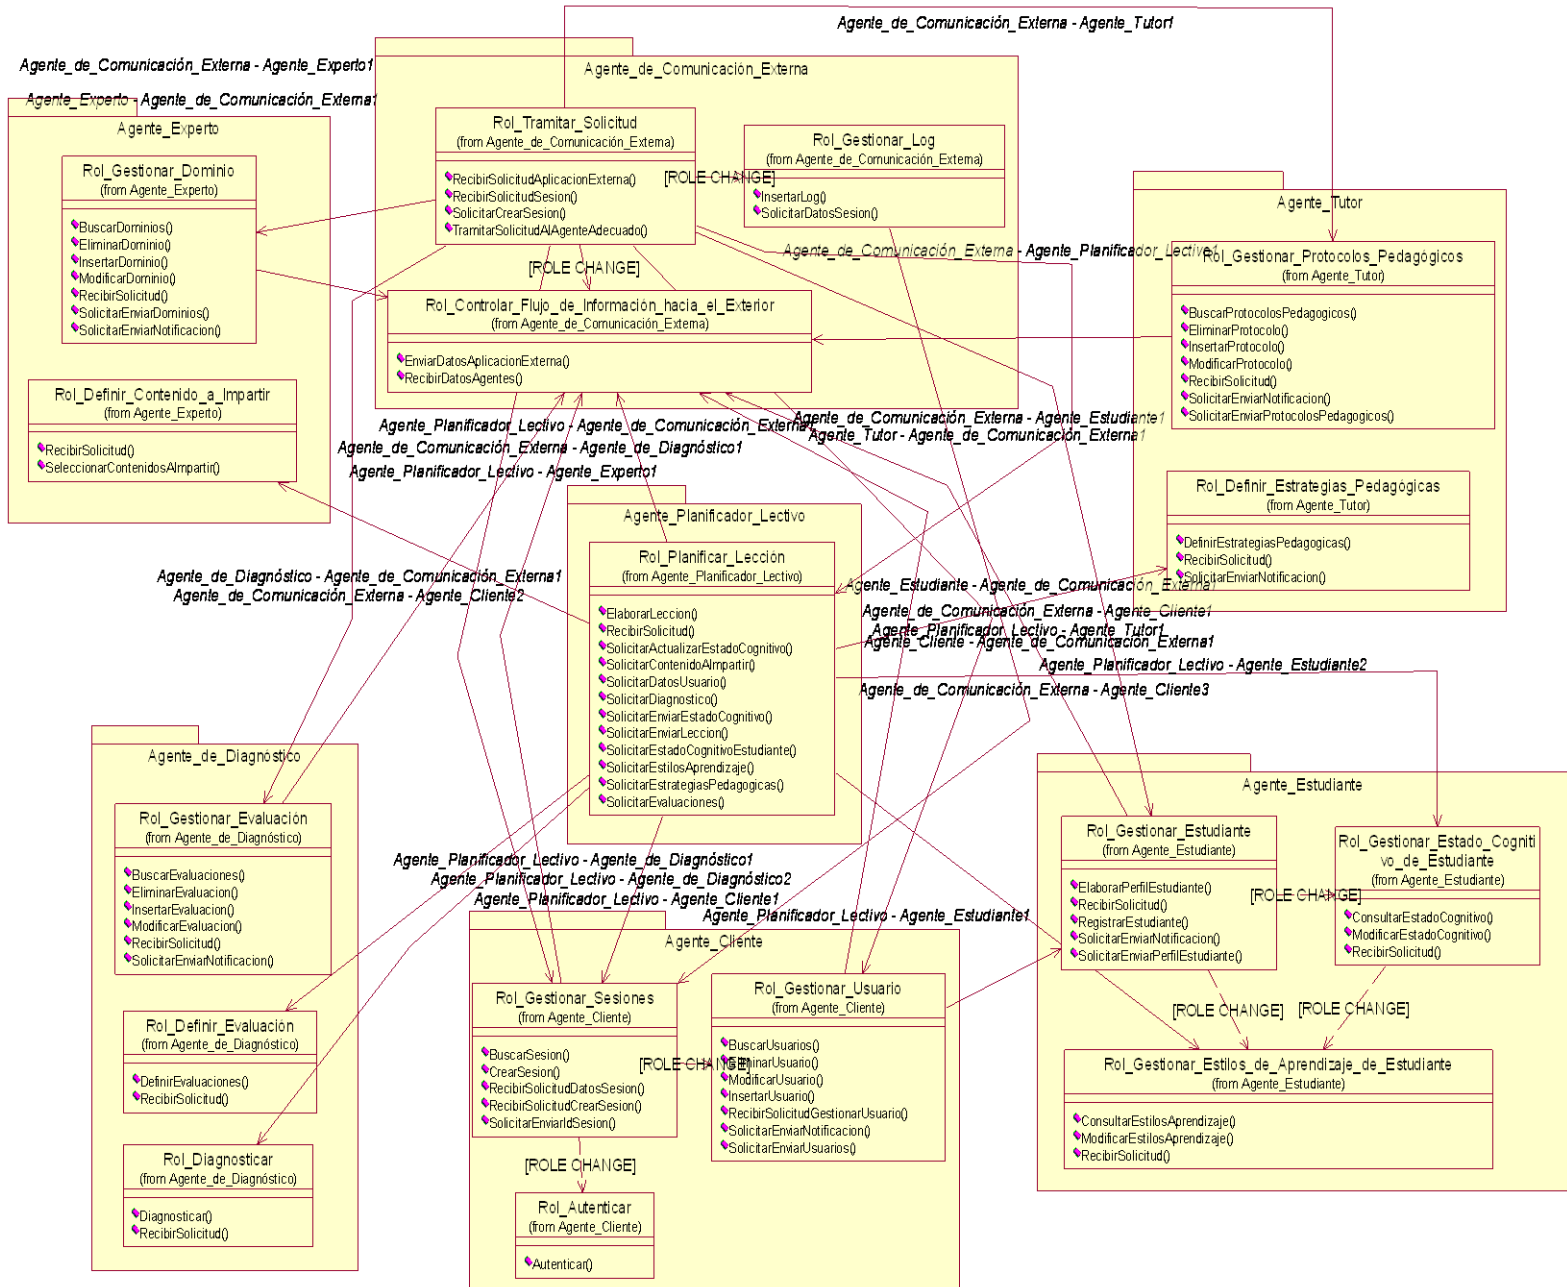 Agente_de_Comunicación_Externa - Agente_Tutor1
Agente_de_Comunicación_Externa - Agente_Experto1
Agente_Experto - Agente_de_Comunicación_Externa1
Agente_de_Comunicación_Externa
Rol_Tramitar_Solicitud
(from Agente_de_Comunicación_Externa)
RecibirSolicitudAplicacionExterna()
RecibirSolicitudSesion()
SolicitarCrearSesion()
TramitarSolicitudAlAgenteAdecuado()
[ROLE CHANGE]
Rol_Gestionar_Log
(from Agente_de_Comunicación_Externa)
InsertarLog()
SolicitarDatosSesion()
[ROLE CHANGE]
Rol_Controlar_Flujo_de_Información_hacia_el_Exterior
(from Agente_de_Comunicación_Externa)
EnviarDatosAplicacionExterna()
RecibirDatosAgentes()
Agente_Experto
Rol_Gestionar_Dominio
(from Agente_Experto)
BuscarDominios()
EliminarDominio()
InsertarDominio()
ModificarDominio()
RecibirSolicitud()
SolicitarEnviarDominios()
SolicitarEnviarNotificacion()
Rol_Definir_Contenido_a_Impartir
(from Agente_Experto)
RecibirSolicitud()
SeleccionarContenidosAImpartir()
Agente_de_Comunicación_Externa - Agente_Planificador_Lectivo1
Agente_Tutor
Rol_Gestionar_Protocolos_Pedagógicos
(from Agente_Tutor)
BuscarProtocolosPedagogicos()
EliminarProtocolo()
InsertarProtocolo()
ModificarProtocolo()
RecibirSolicitud()
SolicitarEnviarNotificacion()
SolicitarEnviarProtocolosPedagogicos()
Rol_Definir_Estrategias_Pedagógicas
(from Agente_Tutor)
DefinirEstrategiasPedagogicas()
RecibirSolicitud()
SolicitarEnviarNotificacion()
Agente_Planificador_Lectivo - Agente_de_Comunicación_Externa1
Agente_de_Comunicación_Externa - Agente_Estudiante1
Agente_Tutor - Agente_de_Comunicación_Externa1
Agente_de_Comunicación_Externa - Agente_de_Diagnóstico1
Agente_Planificador_Lectivo - Agente_Experto1
Agente_Planificador_Lectivo
Rol_Planificar_Lección
(from Agente_Planificador_Lectivo)
ElaborarLeccion()
RecibirSolicitud()
SolicitarActualizarEstadoCognitivo()
SolicitarContenidoAImpartir()
SolicitarDatosUsuario()
SolicitarDiagnostico()
SolicitarEnviarEstadoCognitivo()
SolicitarEnviarLeccion()
SolicitarEstadoCognitivoEstudiante()
SolicitarEstilosAprendizaje()
SolicitarEstrategiasPedagogicas()
SolicitarEvaluaciones()
Agente_de_Diagnóstico - Agente_de_Comunicación_Externa1
Agente_de_Comunicación_Externa - Agente_Cliente2
Agente_Estudiante - Agente_de_Comunicación_Externa1
Agente_de_Comunicación_Externa - Agente_Cliente1
Agente_Planificador_Lectivo - Agente_Tutor1
Agente_Cliente - Agente_de_Comunicación_Externa1
Agente_Planificador_Lectivo - Agente_Estudiante2
Agente_de_Comunicación_Externa - Agente_Cliente3
Agente_de_Diagnóstico
Rol_Gestionar_Evaluación
(from Agente_de_Diagnóstico)
BuscarEvaluaciones()
EliminarEvaluacion()
InsertarEvaluacion()
ModificarEvaluacion()
RecibirSolicitud()
SolicitarEnviarNotificacion()
Rol_Definir_Evaluación
(from Agente_de_Diagnóstico)
DefinirEvaluaciones()
RecibirSolicitud()
Rol_Diagnosticar
(from Agente_de_Diagnóstico)
Diagnosticar()
RecibirSolicitud()
Agente_Planificador_Lectivo - Agente_de_Diagnóstico1
Agente_Planificador_Lectivo - Agente_de_Diagnóstico2
Agente_Planificador_Lectivo - Agente_Cliente1
Agente_Planificador_Lectivo - Agente_Estudiante1
Agente_Cliente
Rol_Gestionar_Sesiones
(from Agente_Cliente)
BuscarSesion()
CrearSesion()
RecibirSolicitudDatosSesion()
RecibirSolicitudCrearSesion()
SolicitarEnviarIdSesion()
[ROLE CHANGE]
Rol_Gestionar_Usuario
(from Agente_Cliente)
BuscarUsuarios()
EliminarUsuario()
ModificarUsuario()
InsertarUsuario()
RecibirSolicitudGestionarUsuario()
SolicitarEnviarNotificacion()
SolicitarEnviarUsuarios()
[ROLE CHANGE]
Rol_Autenticar
(from Agente_Cliente)
Autenticar()
Agente_Estudiante
Rol_Gestionar_Estudiante
(from Agente_Estudiante)
ElaborarPerfilEstudiante()
RecibirSolicitud()
RegistrarEstudiante()
SolicitarEnviarNotificacion()
SolicitarEnviarPerfilEstudiante()
[ROLE CHANGE]
Rol_Gestionar_Estado_Cogniti
vo_de_Estudiante
(from Agente_Estudiante)
ConsultarEstadoCognitivo()
ModificarEstadoCognitivo()
RecibirSolicitud()
[ROLE CHANGE]
[ROLE CHANGE]
Rol_Gestionar_Estilos_de_Aprendizaje_de_Estudiante
(from Agente_Estudiante)
ConsultarEstilosAprendizaje()
ModificarEstilosAprendizaje()
RecibirSolicitud()